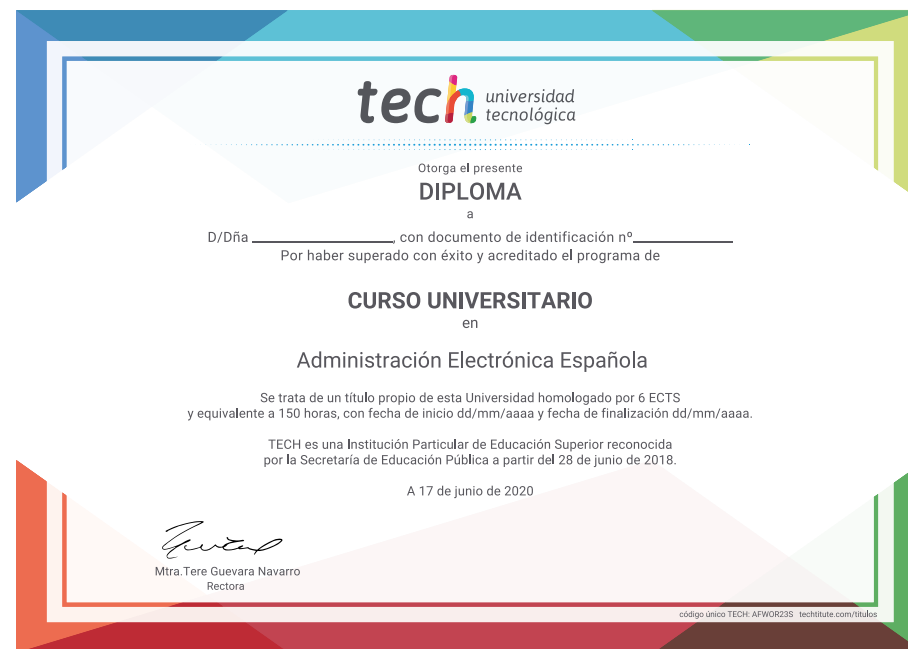 tech universidad
tecnológica
Otorga el presente
DIPLOMA
a
D/Dña ____________________, con documento de identificación nº______________
Por haber superado con éxito y acreditado el programa de
CURSO UNIVERSITARIO
en
Administración Electrónica Española
Se trata de un título propio de esta Universidad homologado por 6 ECTS
y equivalente a 150 horas, con fecha de inicio dd/mm/aaaa y fecha de finalización dd/mm/aaaa.
TECH es una Institución Particular de Educación Superior reconocida
por la Secretaría de Educación Pública a partir del 28 de junio de 2018.
A 17 de junio de 2020
Mtra.Tere Guevara Navarro
Rectora
código único TECH: AFWOR23S techtitute.com/titulos